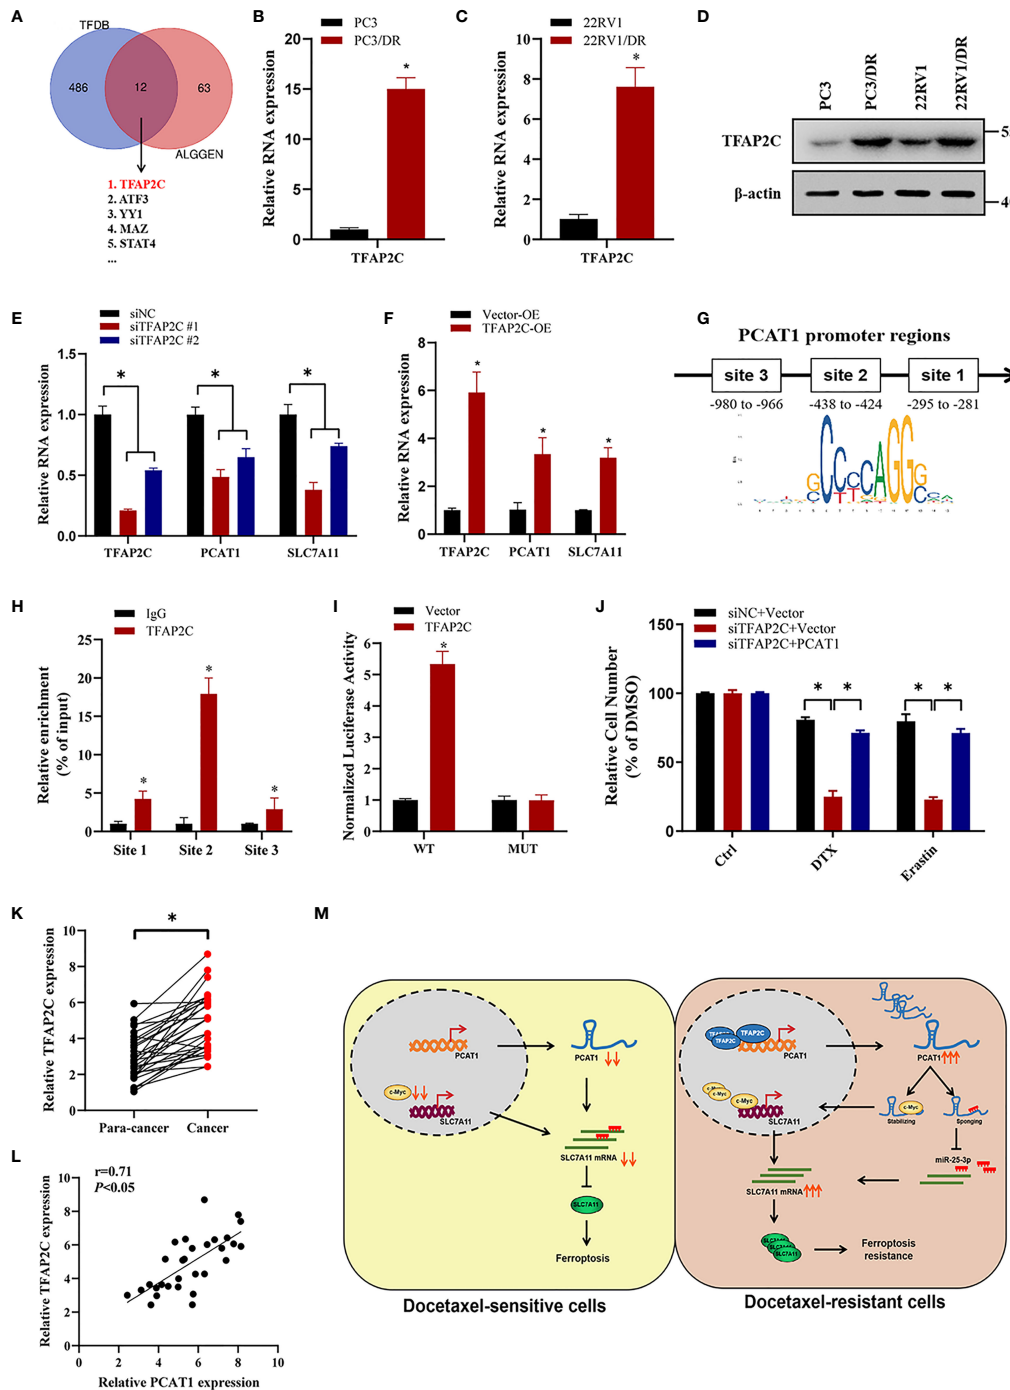 A
TFDB
486
12
63
ALGGEN
1. TFAP2C
2. ATF3
3. YY1
4. MAZ
5. STAT4
...
B
PC3
PC3/DR
Relative RNA expression
20
15
10
5
0
*
TFAP2C
C
22RV1
22RV1/DR
Relative RNA expression
10
8
6
4
2
0
*
TFAP2C
D
PC3
PC3/DR
22RV1
22RV1/DR
TFAP2C
β-actin
E
siNC
siTFAP2C #1
siTFAP2C #2
Relative RNA expression
1.5
1.0
0.5
0.0
* * *
TFAP2C PCAT1 SLC7A11
F
Vector-OE
TFAP2C-OE
Relative RNA expression
8
6
4
2
0
* * *
TFAP2C PCAT1 SLC7A11
G
PCAT1 promoter regions
site 3 site 2 site 1
-980 to -966 -438 to -424 -295 to -281
H
IgG
TFAP2C
Relative enrichment
(% of input)
25
20
15
10
5
0
* * *
Site 1 Site 2 Site 3
I
Vector
TFAP2C
Normalized Luciferase Activity
6
5
4
3
2
1
0
*
WT MUT
J
siNC+Vector
siTFAP2C+Vector
siTFAP2C+PCAT1
Relative Cell Number
(% of DMSO)
150
100
50
0
* * * *
Ctrl DTX Erastin
K
Relative TFAP2C expression
10
8
6
4
2
0
*
Para-cancer Cancer
L
r=0.71
P<0.05
Relative TFAP2C expression
10
8
6
4
2
0
0 2 4 6 8 10
Relative PCAT1 expression
M
PCAT1
PCAT1
c-Myc
SLC7A11
SLC7A11 mRNA
SLC7A11
Ferroptosis
Docetaxel-sensitive cells
TFAP2C
TFAP2C
PCAT1
PCAT1
c-Myc
c-Myc
SLC7A11
c-Myc
Stabilizing
Sponging
miR-25-3p
SLC7A11 mRNA
SLC7A11
Ferroptosis
resistance
Docetaxel-resistant cells